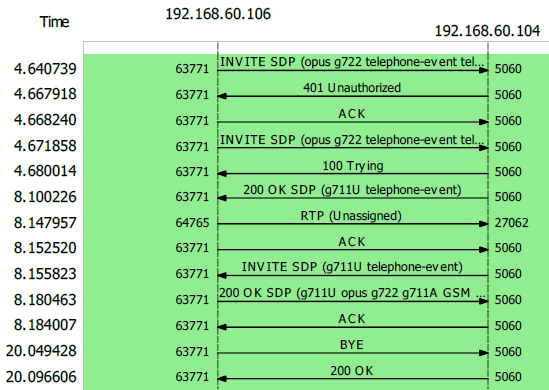 192.168.60.106
Time
192.168.60.104
4.640739 63771 INVITE SDP (opus g722 telephone-event tel... 5060
4.667918 63771 401 Unauthorized 5060
4.668240 63771 ACK 5060
4.671858 63771 INVITE SDP (opus g722 telephone-event tel... 5060
4.680014 63771 100 Trying 5060
8.100226 63771 200 OK SDP (g711U telephone-event) 5060
8.147957 64765 RTP (Unassigned) 27062
8.152520 63771 ACK 5060
8.155823 63771 INVITE SDP (g711U telephone-event) 5060
8.180463 63771 200 OK SDP (g711U opus g722 g711A GSM ... 5060
8.184007 63771 ACK 5060
20.049428 63771 BYE 5060
20.096606 63771 200 OK 5060